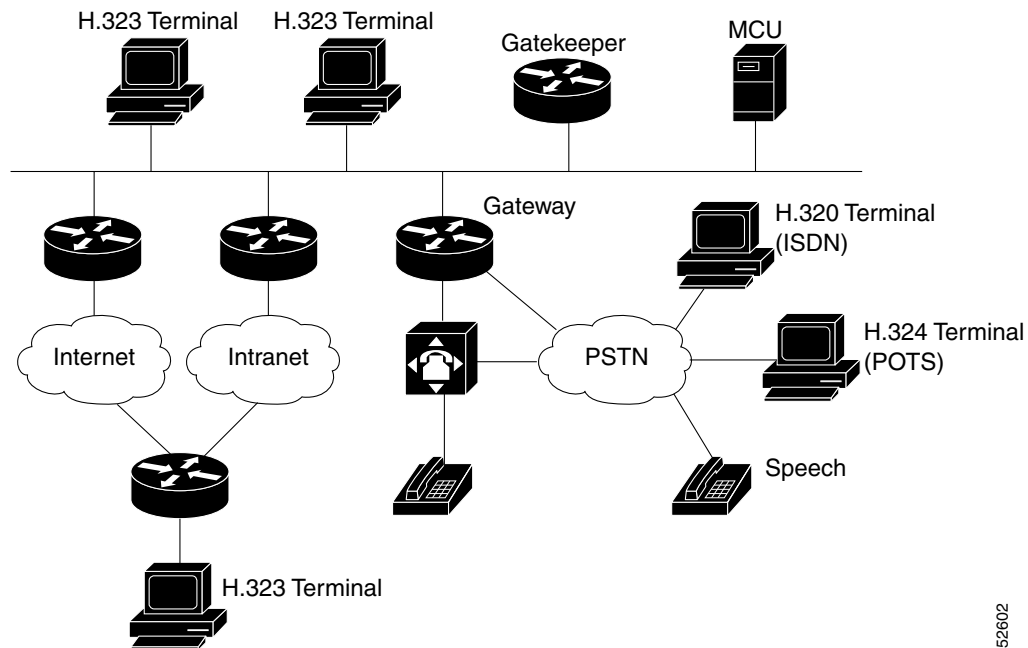 H.323 Terminal
H.323 Terminal
Gatekeeper
MCU
Gateway
H.320 Terminal
(ISDN)
Internet
Intranet
PSTN
H.324 Terminal
(POTS)
Speech
H.323 Terminal
52602